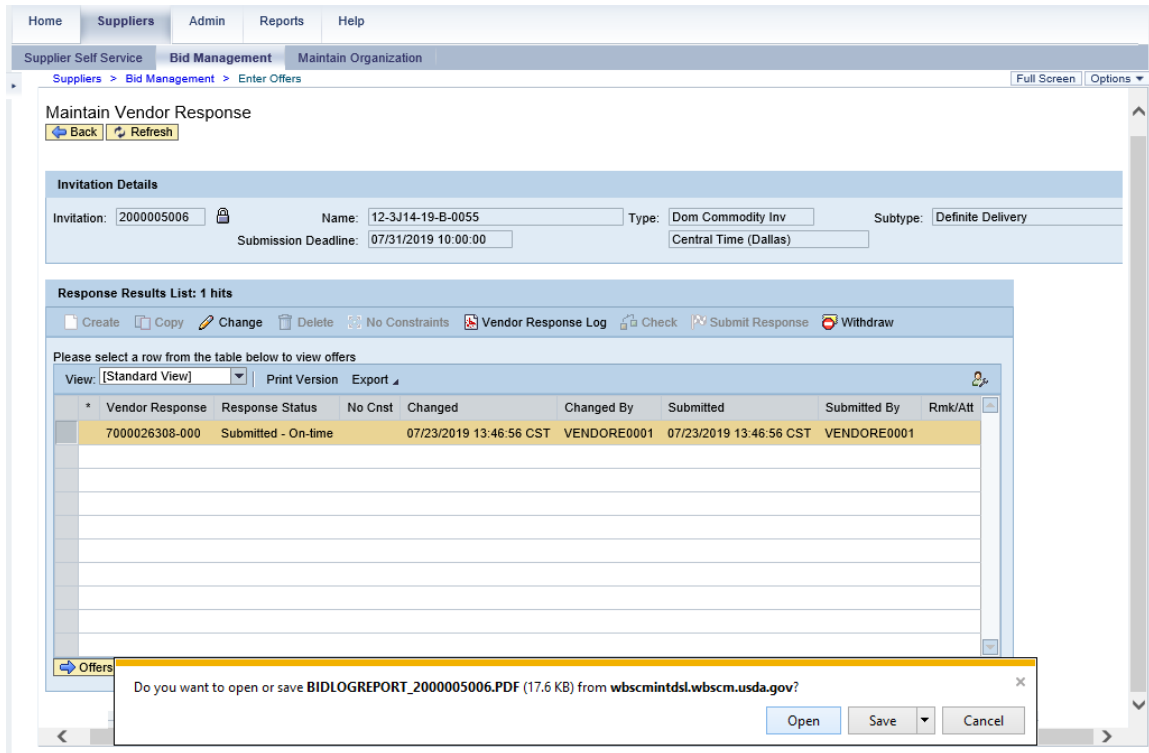 Home Suppliers Admin Reports Help
Supplier Self Service Bid Management Maintain Organization
Suppliers > Bid Management > Enter Offers Full Screen Options
Maintain Vendor Response
Back Refresh
Invitation Details
Invitation: 2000005006 Name: 12-3J14-19-B-0055 Type: Dom Commodity Inv Subtype: Definite Delivery
Submission Deadline: 07/31/2019 10:00:00 Central Time (Dallas)
Response Results List: 1 hits
Create Copy Change Delete No Constraints Vendor Response Log Check Submit Response Withdraw
Please select a row from the table below to view offers
View: [Standard View] Print Version Export
* Vendor Response Response Status No Cnst Changed Changed By Submitted Submitted By Rmk/Att
7000026308-000 Submitted - On-time 07/23/2019 13:46:56 CST VENDORE0001 07/23/2019 13:46:56 CST VENDORE0001
Offers
Do you want to open or save BIDLOGREPORT_2000005006.PDF (17.6 KB) from wbscmintdsl.wbscm.usda.gov?
Open Save Cancel